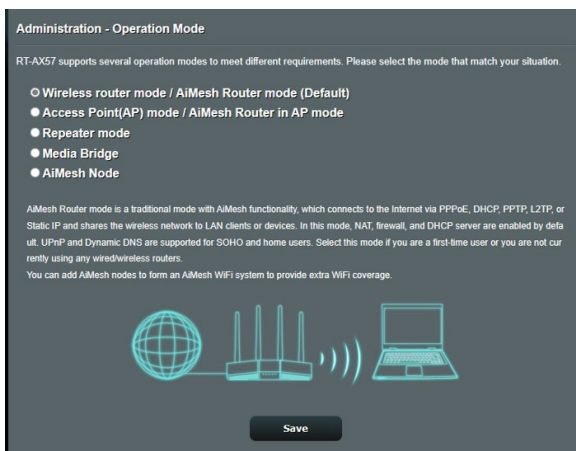 Administration - Operation Mode
RT-AX57 supports several operation modes to meet different requirements. Please select the mode that match your situation.
Wireless router mode / AiMesh Router mode (Default)
Access Point(AP) mode / AiMesh Router in AP mode
Repeater mode
Media Bridge
AiMesh Node
AiMesh Router mode is a traditional mode with AiMesh functionality, which connects to the Internet via PPPoE, DHCP, PPTP, L2TP, or
Static IP and shares the wireless network to LAN clients or devices. In this mode, NAT, firewall, and DHCP server are enabled by defa
ult. UPnP and Dynamic DNS are supported for SOHO and home users. Select this mode if you are a first-time user or you are not cur
rently using any wired/wireless routers.
You can add AiMesh nodes to form an AiMesh WiFi system to provide extra WiFi coverage.
Save